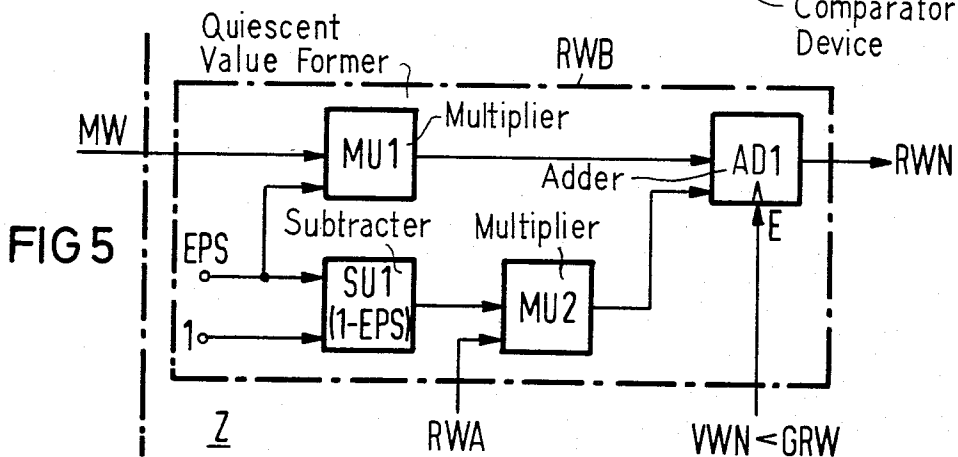 Comparator
Device
Quiescent
Value Former
RWB
MW
MU1
Multiplier
AD1
RWN
Adder
E
FIG 5
EPS
Subtracter
Multiplier
SU1
(1-EPS)
MU2
1
Z
RWA
VWN < GRW